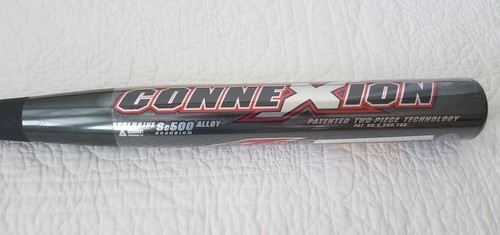 CONNEXION
Sc500 ALLOY
SCANDIUM
PATENTED TWO-PIECE TECHNOLOGY